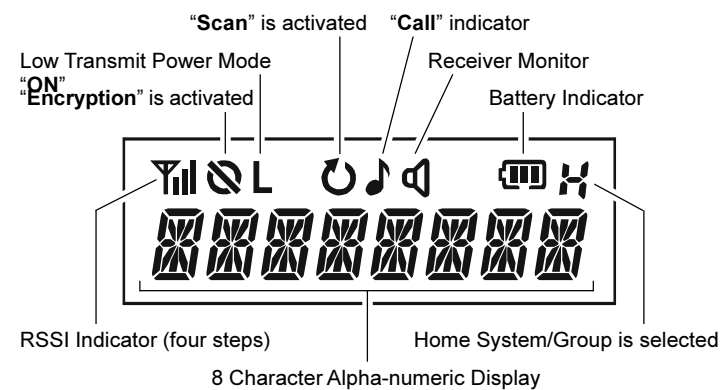 “Scan” is activated
“Call” indicator
Low Transmit Power Mode
“ON”
Receiver Monitor
“Encryption” is activated
Battery Indicator
L
H
RSSI Indicator (four steps)
Home System/Group is selected
8 Character Alpha-numeric Display